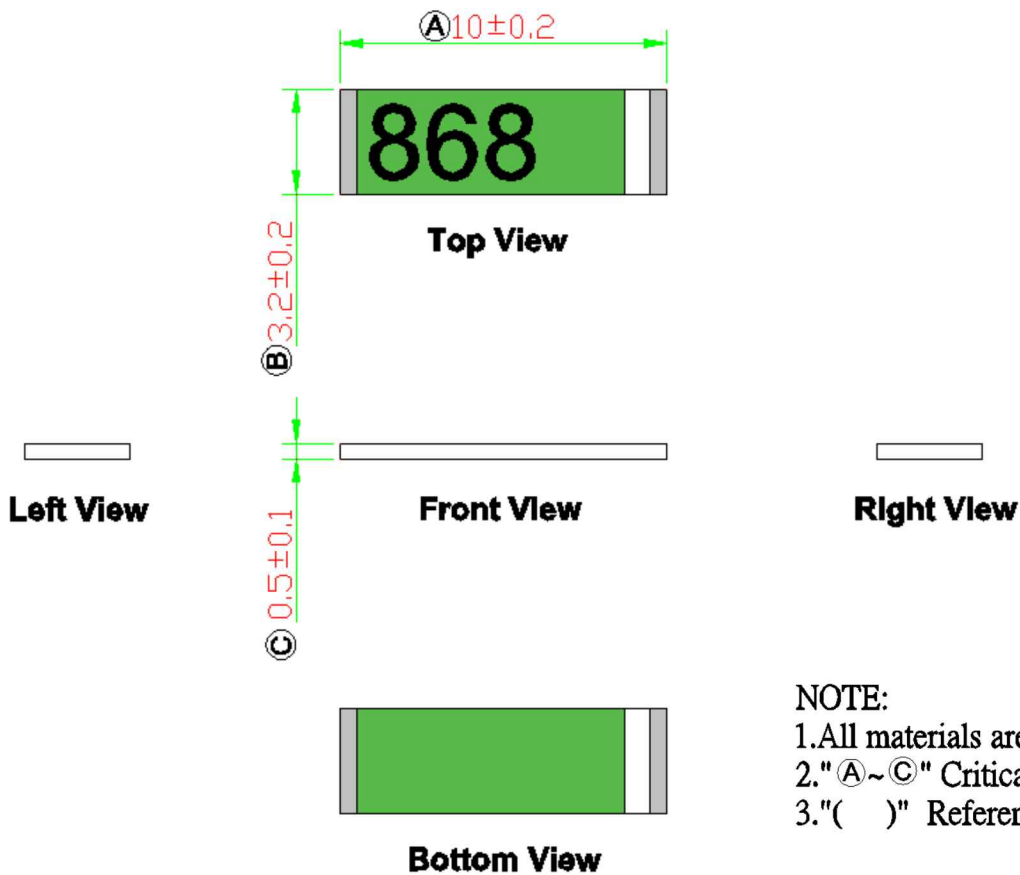 Ⓐ10±0.2
868
Top View
Ⓑ3.2±0.2
Left View
Front View
Right View
Ⓒ0.5±0.1
NOTE:
1.All materials are
2."Ⓐ~Ⓒ" Critica
3."(    )" Referen
Bottom View